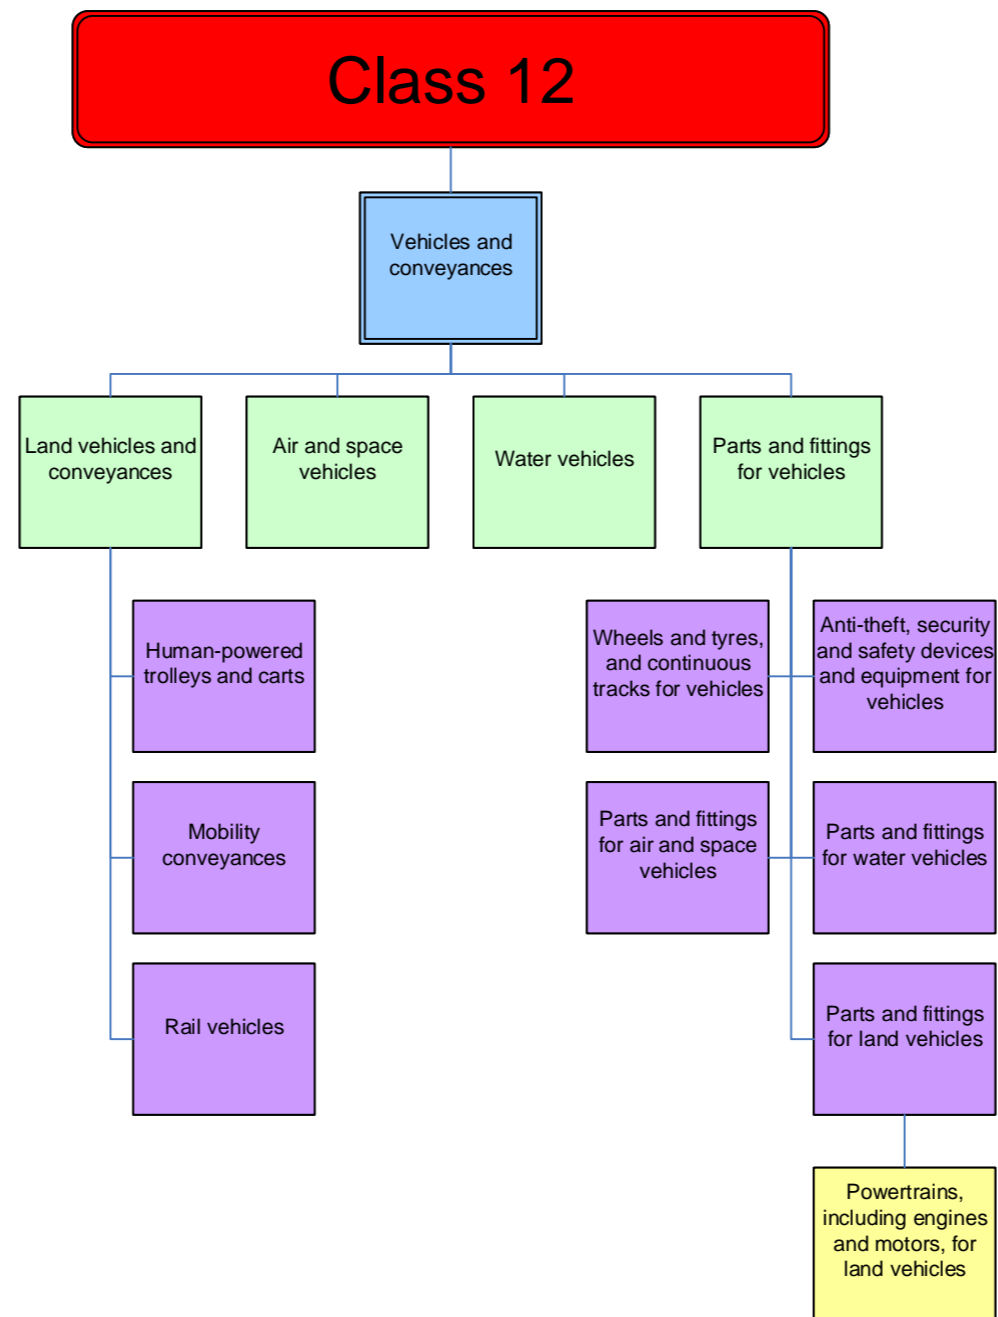 Class 12
Vehicles and
conveyances
Land vehicles and
conveyances
Air and space
vehicles
Water vehicles
Parts and fittings
for vehicles
Human-powered
trolleys and carts
Wheels and tyres,
and continuous
tracks for vehicles
Anti-theft, security
and safety devices
and equipment for
vehicles
Mobility
conveyances
Parts and fittings
for air and space
vehicles
Parts and fittings
for water vehicles
Rail vehicles
Parts and fittings
for land vehicles
Powertrains,
including engines
and motors, for
land vehicles